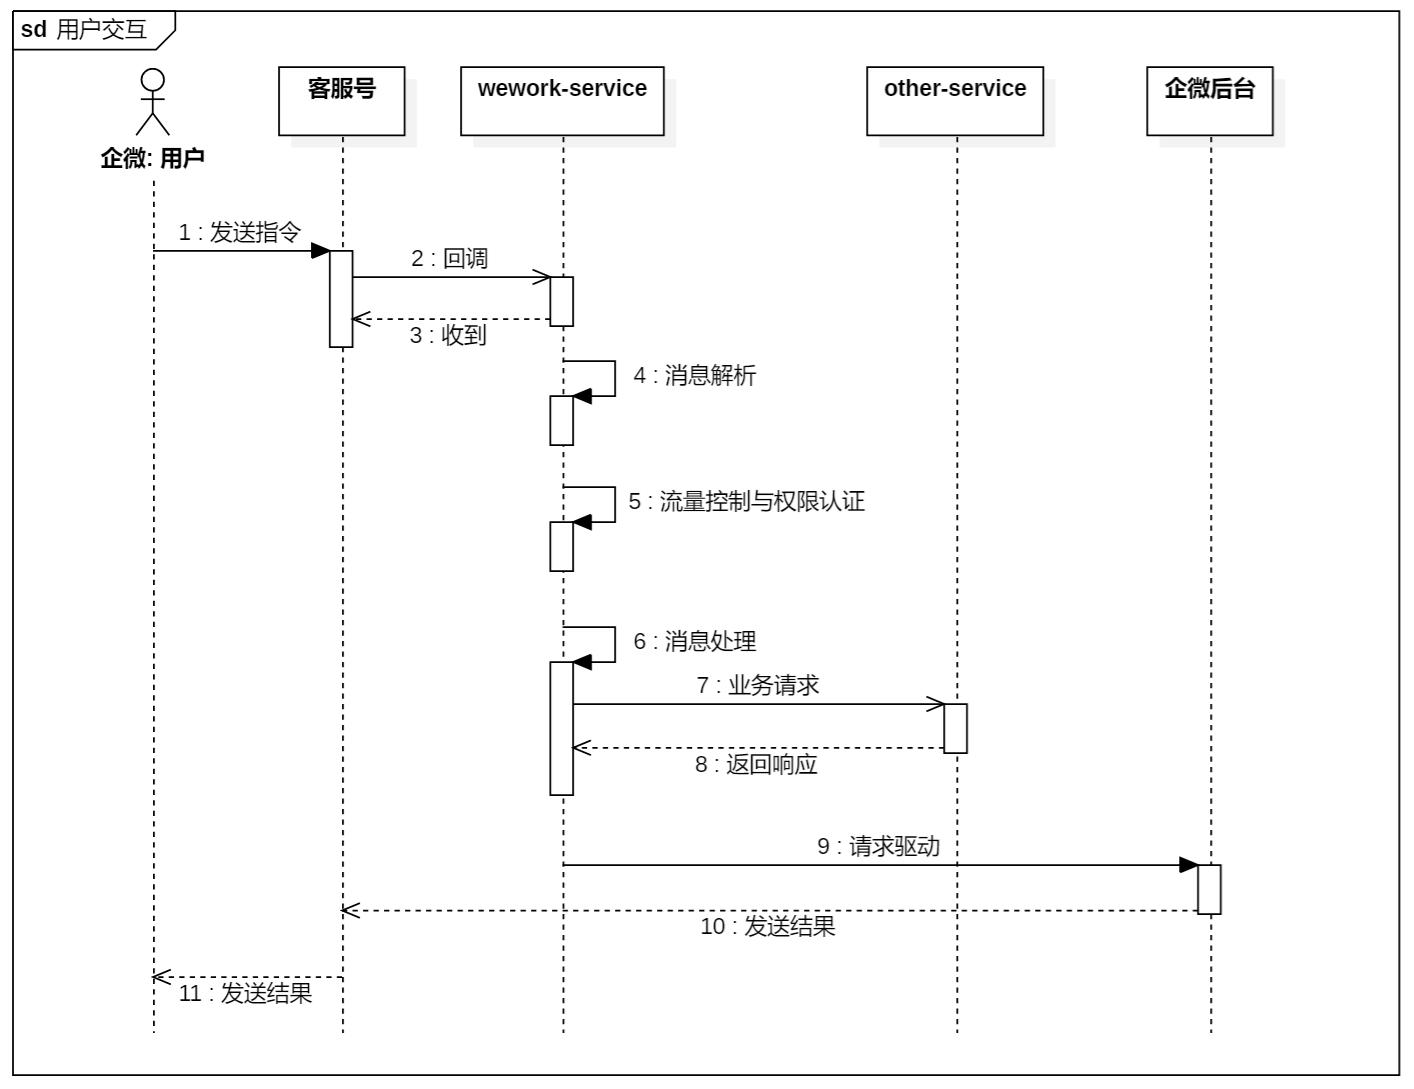 sd 用户交互
客服号
wework-service
other-service
企微后台
企微: 用户
1 : 发送指令
2 : 回调
3 : 收到
4 : 消息解析
5 : 流量控制与权限认证
6 : 消息处理
7 : 业务请求
8 : 返回响应
9 : 请求驱动
10 : 发送结果
11 : 发送结果